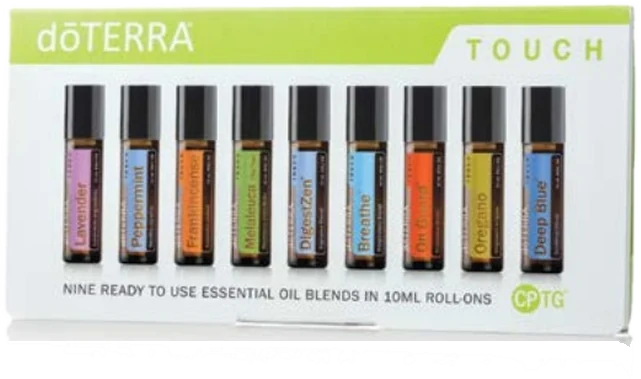 dōTERRA
TOUCH
Lavender
Peppermint
Frankincense
Melaleuca
DigestZen
Breathe
On Guard
Oregano
Deep Blue
NINE READY TO USE ESSENTIAL OIL BLENDS IN 10ML ROLL-ONS
CPTG